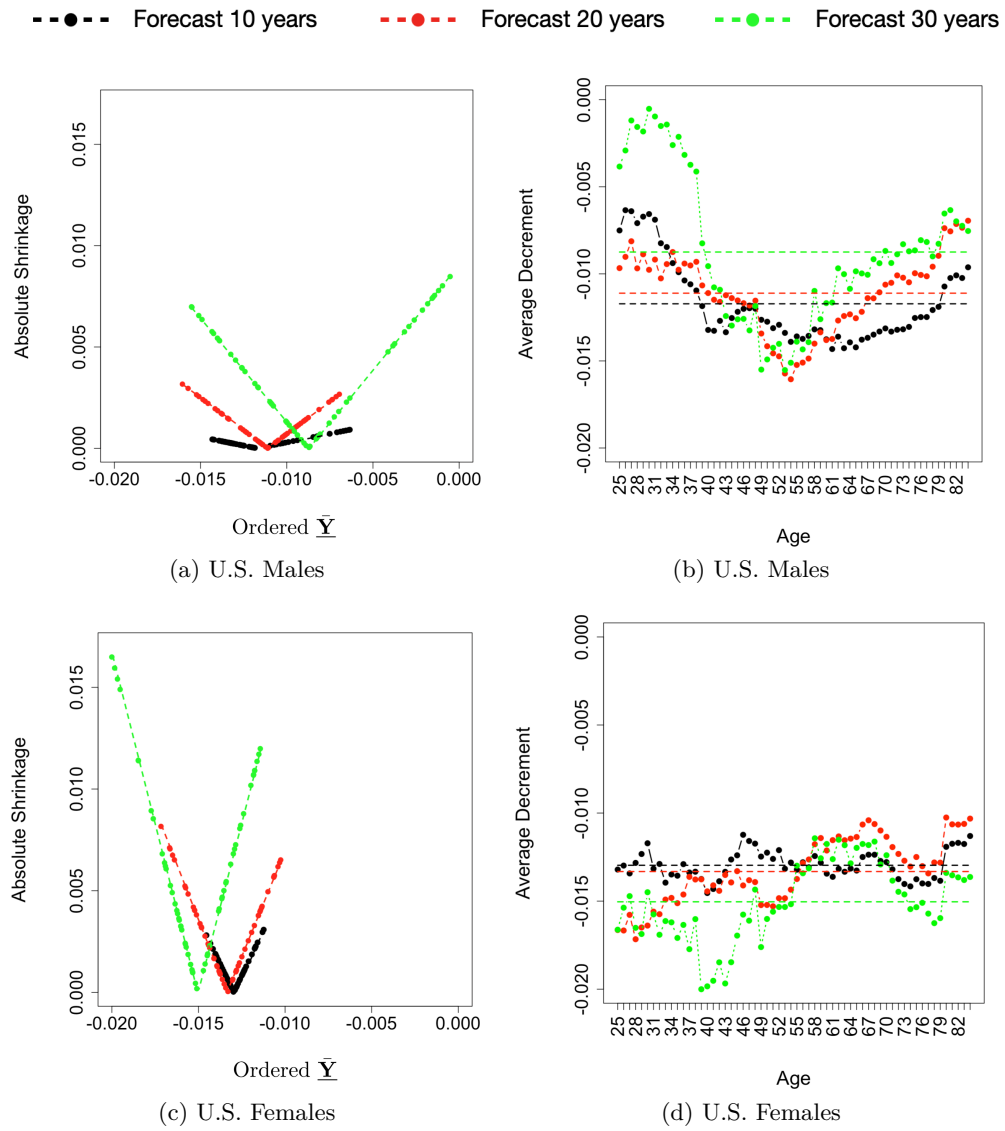 Forecast 10 years Forecast 20 years Forecast 30 years
Absolute Shrinkage
0.015
0.010
0.005
0.000
-0.020 -0.015 -0.010 -0.005 0.000
Ordered Ȳ
(a) U.S. Males
Average Decrement
0.000
-0.005
-0.010
-0.015
-0.020
25 28 31 34 37 40 43 46 49 52 55 58 61 64 67 70 73 76 79 82
Age
(b) U.S. Males
Absolute Shrinkage
0.015
0.010
0.005
0.000
-0.020 -0.015 -0.010 -0.005 0.000
Ordered Ȳ
(c) U.S. Females
Average Decrement
0.000
-0.005
-0.010
-0.015
-0.020
25 28 31 34 37 40 43 46 49 52 55 58 61 64 67 70 73 76 79 82
Age
(d) U.S. Females